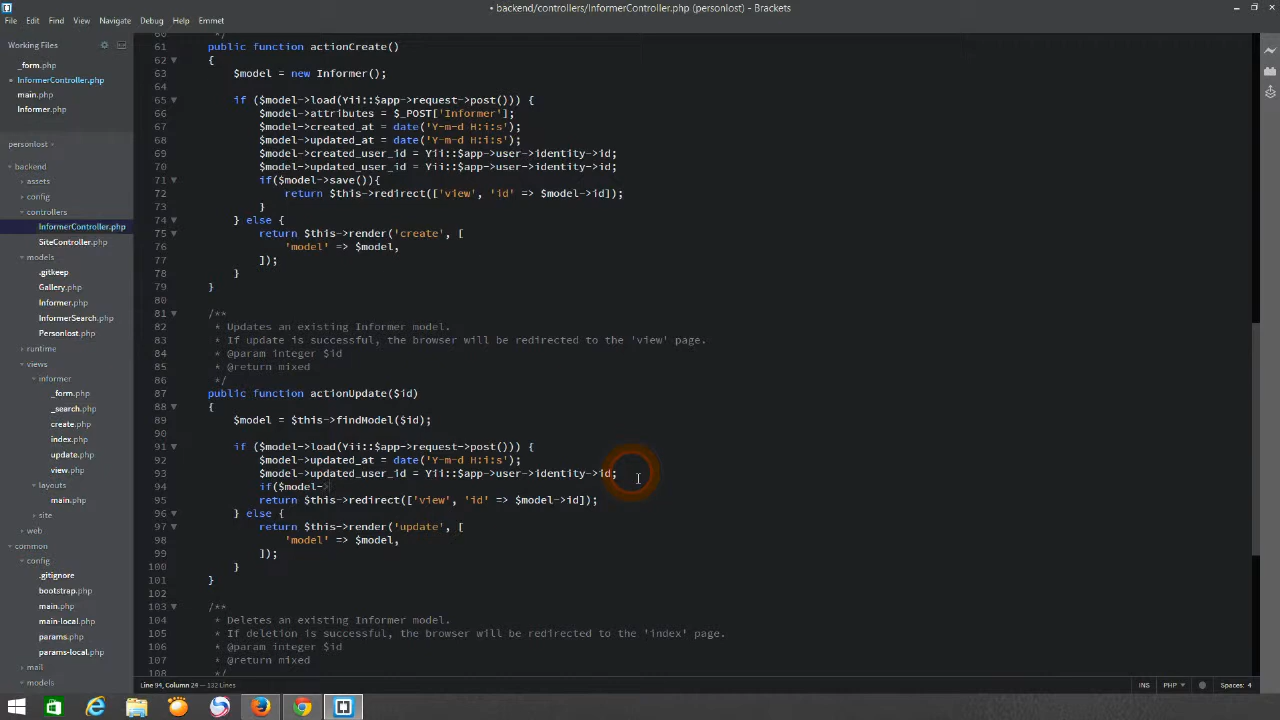 • backend/controllers/InformerController.php (personlost) - Brackets
File Edit Find View Navigate Debug Help Emmet
Working Files
_form.php
InformerController.php
main.php
Informer.php
personlost
backend
assets
config
controllers
InformerController.php
SiteController.php
models
.gitkeep
Gallery.php
Informer.php
InformerSearch.php
Personlost.php
runtime
views
informer
_form.php
_search.php
create.php
index.php
update.php
view.php
layouts
main.php
site
web
common
config
.gitignore
bootstrap.php
main.php
main-local.php
params.php
params-local.php
mail
models
60 */
61 public function actionCreate()
62 {
63 $model = new Informer();
64
65 if ($model->load(Yii::$app->request->post())) {
66 $model->attributes = $_POST['Informer'];
67 $model->created_at = date('Y-m-d H:i:s');
68 $model->updated_at = date('Y-m-d H:i:s');
69 $model->created_user_id = Yii::$app->user->identity->id;
70 $model->updated_user_id = Yii::$app->user->identity->id;
71 if($model->save()){
72 return $this->redirect(['view', 'id' => $model->id]);
73 }
74 } else {
75 return $this->render('create', [
76 'model' => $model,
77 ]);
78 }
79 }
80
81 /**
82 * Updates an existing Informer model.
83 * If update is successful, the browser will be redirected to the 'view' page.
84 * @param integer $id
85 * @return mixed
86 */
87 public function actionUpdate($id)
88 {
89 $model = $this->findModel($id);
90
91 if ($model->load(Yii::$app->request->post())) {
92 $model->updated_at = date('Y-m-d H:i:s');
93 $model->updated_user_id = Yii::$app->user->identity->id;
94 if($model->
95 return $this->redirect(['view', 'id' => $model->id]);
96 } else {
97 return $this->render('update', [
98 'model' => $model,
99 ]);
100 }
101 }
102
103 /**
104 * Deletes an existing Informer model.
105 * If deletion is successful, the browser will be redirected to the 'index' page.
106 * @param integer $id
107 * @return mixed
108 */
Line 94, Column 24 — 132 Lines
INS PHP Spaces: 4